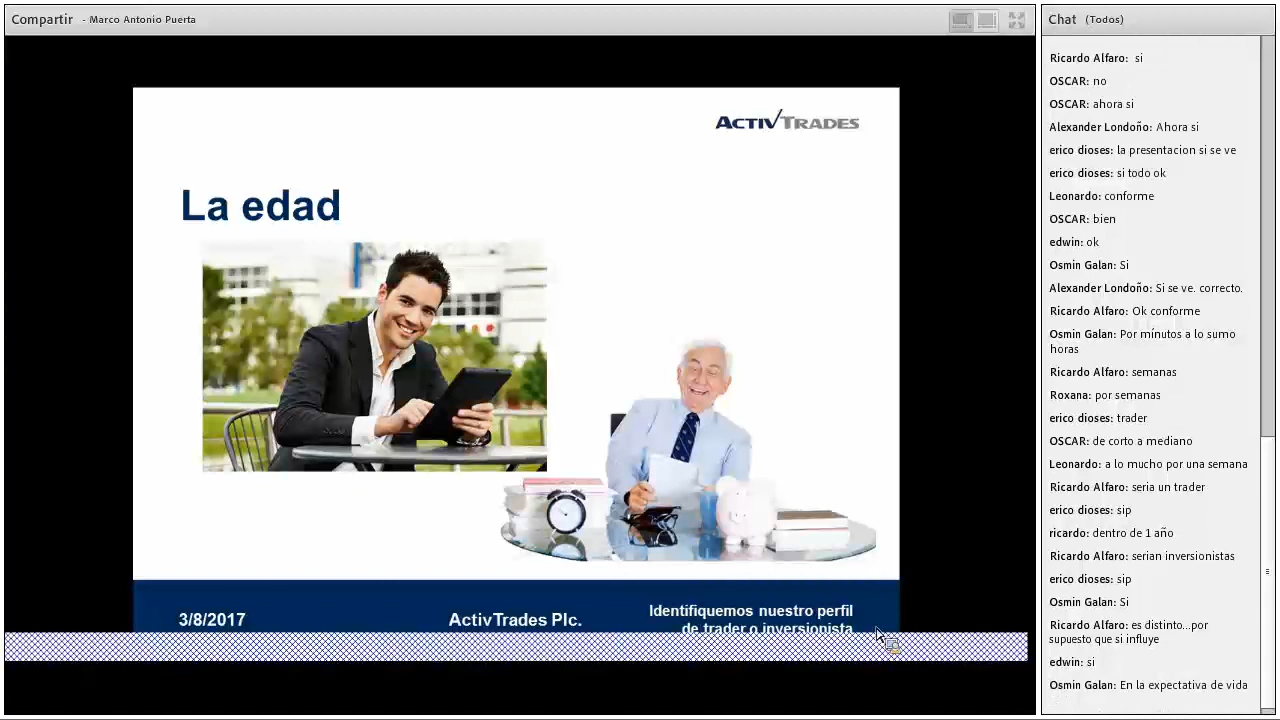 Compartir - Marco Antonio Puerta
ACTIVTRADES
La edad
3/8/2017
ActivTrades Plc.
Identifiquemos nuestro perfil
de trader o inversionista
Chat (Todos)
Ricardo Alfaro: si
OSCAR: no
OSCAR: ahora si
Alexander Londoño: Ahora si
erico dioses: la presentacion si se ve
erico dioses: si todo ok
Leonardo: conforme
OSCAR: bien
edwin: ok
Osmin Galan: Si
Alexander Londoño: Si se ve. correcto.
Ricardo Alfaro: Ok conforme
Osmin Galan: Por mínutos a lo sumo
horas
Ricardo Alfaro: semanas
Roxana: por semanas
erico dioses: trader
OSCAR: de corto a mediano
Leonardo: a lo mucho por una semana
Ricardo Alfaro: seria un trader
erico dioses: sip
ricardo: dentro de 1 año
Ricardo Alfaro: serian inversionistas
erico dioses: sip
Osmin Galan: Si
Ricardo Alfaro: es distinto...por
supuesto que si influye
edwin: si
Osmin Galan: En la expectativa de vida